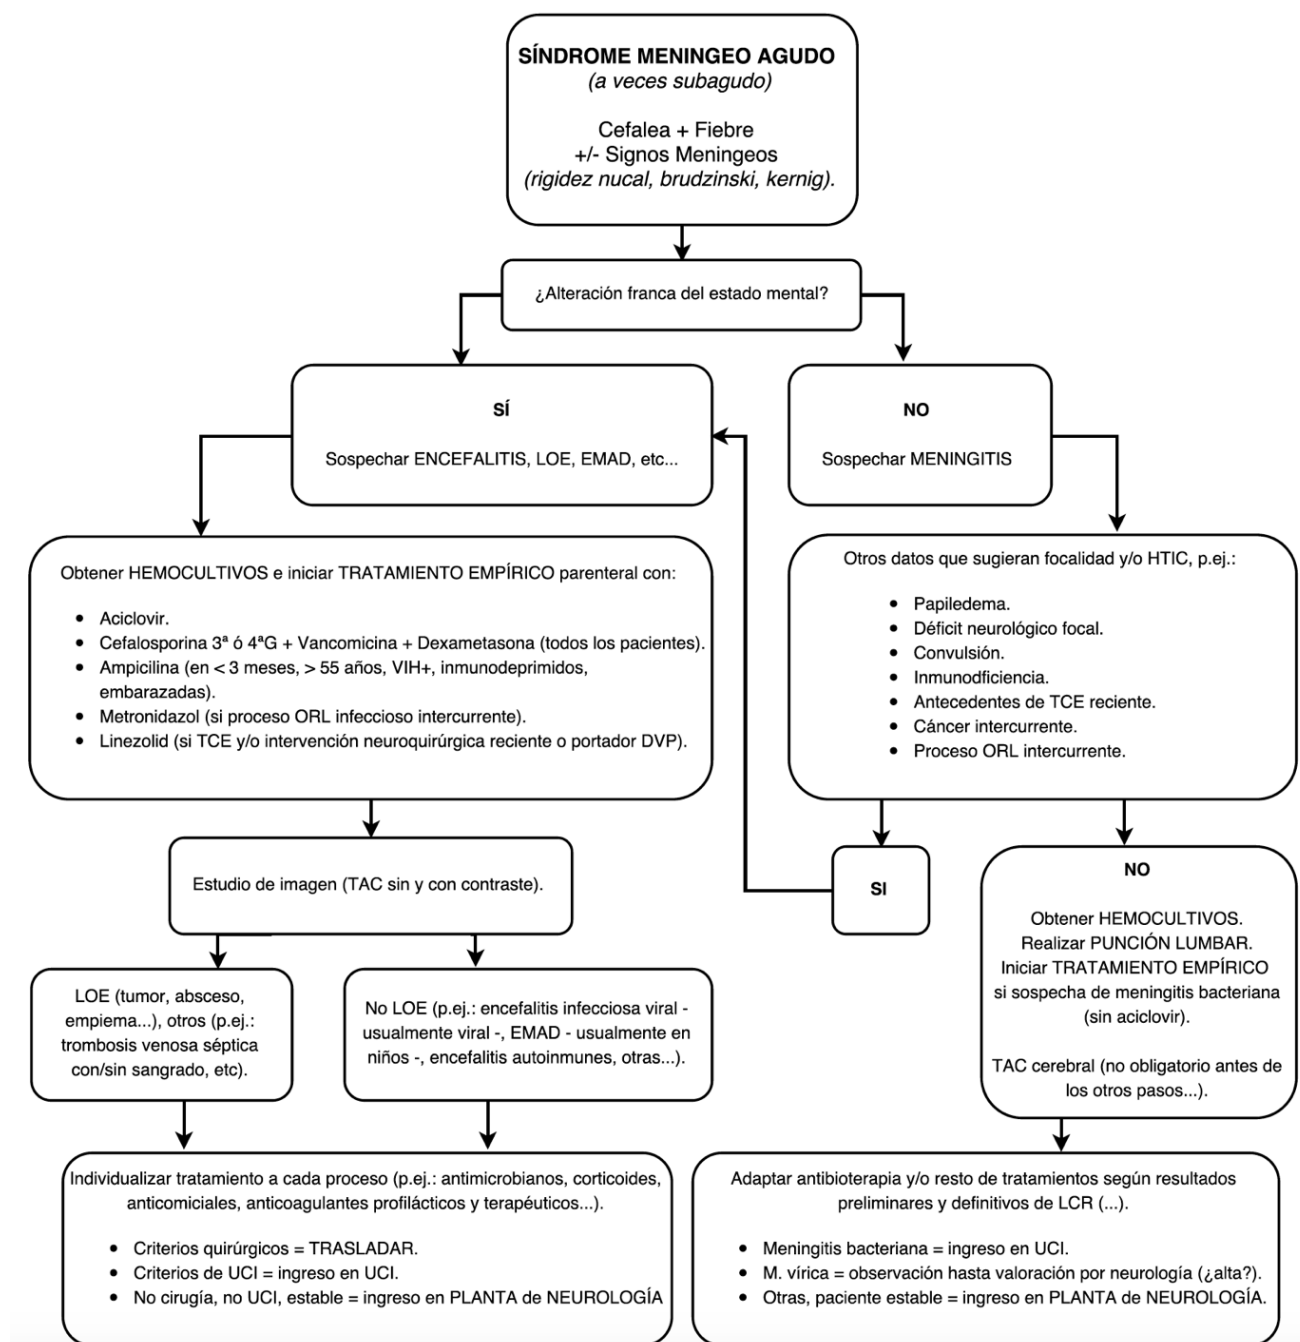 SÍNDROME MENINGEO AGUDO
(a veces subagudo)
Cefalea + Fiebre
+/- Signos Meningeos
(rigidez nucal, brudzinski, kernig).
¿Alteración franca del estado mental?
SÍ
Sospechar ENCEFALITIS, LOE, EMAD, etc...
NO
Sospechar MENINGITIS
Obtener HEMOCULTIVOS e iniciar TRATAMIENTO EMPÍRICO parenteral con:
• Aciclovir.
• Cefalosporina 3ª ó 4ªG + Vancomicina + Dexametasona (todos los pacientes).
• Ampicilina (en < 3 meses, > 55 años, VIH+, inmunodeprimidos,
embarazadas).
• Metronidazol (si proceso ORL infeccioso intercurrente).
• Linezolid (si TCE y/o intervención neuroquirúrgica reciente o portador DVP).
Otros datos que sugieran focalidad y/o HTIC, p.ej.:
• Papiledema.
• Déficit neurológico focal.
• Convulsión.
• Inmunodficiencia.
• Antecedentes de TCE reciente.
• Cáncer intercurrente.
• Proceso ORL intercurrente.
Estudio de imagen (TAC sin y con contraste).
SI
NO
Obtener HEMOCULTIVOS.
Realizar PUNCIÓN LUMBAR.
Iniciar TRATAMIENTO EMPÍRICO
si sospecha de meningitis bacteriana
(sin aciclovir).
TAC cerebral (no obligatorio antes de
los otros pasos...).
LOE (tumor, absceso,
empiema...), otros (p.ej.:
trombosis venosa séptica
con/sin sangrado, etc).
No LOE (p.ej.: encefalitis infecciosa viral -
usualmente viral -, EMAD - usualmente en
niños -, encefalitis autoinmunes, otras...).
Individualizar tratamiento a cada proceso (p.ej.: antimicrobianos, corticoides,
anticomiciales, anticoagulantes profilácticos y terapéuticos...).
• Criterios quirúrgicos = TRASLADAR.
• Criterios de UCI = ingreso en UCI.
• No cirugía, no UCI, estable = ingreso en PLANTA de NEUROLOGÍA
Adaptar antibioterapia y/o resto de tratamientos según resultados
preliminares y definitivos de LCR (...).
• Meningitis bacteriana = ingreso en UCI.
• M. vírica = observación hasta valoración por neurología (¿alta?).
• Otras, paciente estable = ingreso en PLANTA de NEUROLOGÍA.